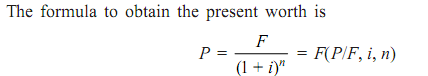 The formula to obtain the present worth is
P = F / (1 + i)ⁿ = F(P/F, i, n)